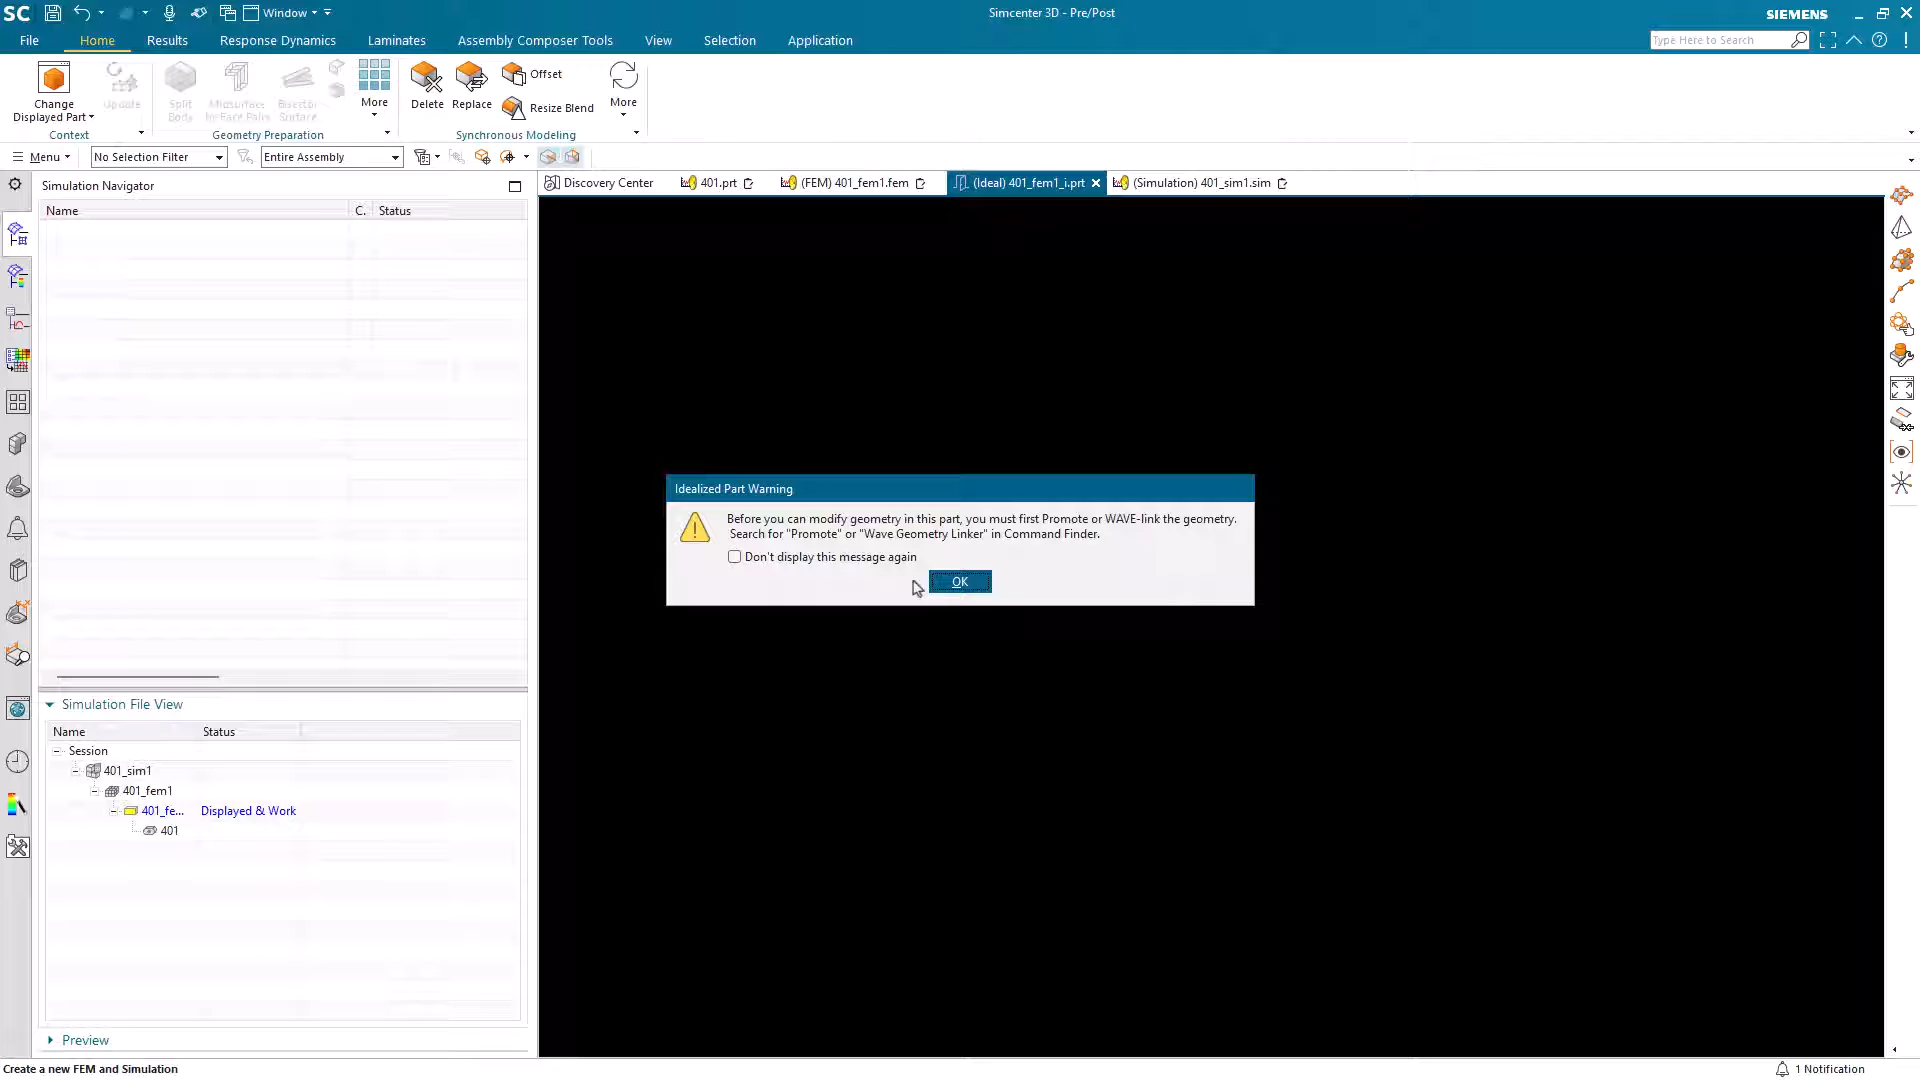 SC
Window
Simcenter 3D - Pre/Post
SIEMENS
File
Home
Results
Response Dynamics
Laminates
Assembly Composer Tools
View
Selection
Application
Type Here to Search
Change
Displayed Part
Update
Split
Body
Midsurface
by Face Pairs
Bisector
Surface
More
Delete
Replace
Offset
Resize Blend
More
Context
Geometry Preparation
Synchronous Modeling
Menu
No Selection Filter
Entire Assembly
Simulation Navigator
Discovery Center
401.prt
(FEM) 401_fem1.fem
(Ideal) 401_fem1_i.prt
(Simulation) 401_sim1.sim
Name
C.
Status
Idealized Part Warning
Before you can modify geometry in this part, you must first Promote or WAVE-link the geometry.
Search for "Promote" or "Wave Geometry Linker" in Command Finder.
Don't display this message again
OK
Simulation File View
Name
Status
Session
401_sim1
401_fem1
401_fe...
Displayed & Work
401
Preview
Create a new FEM and Simulation
1 Notification